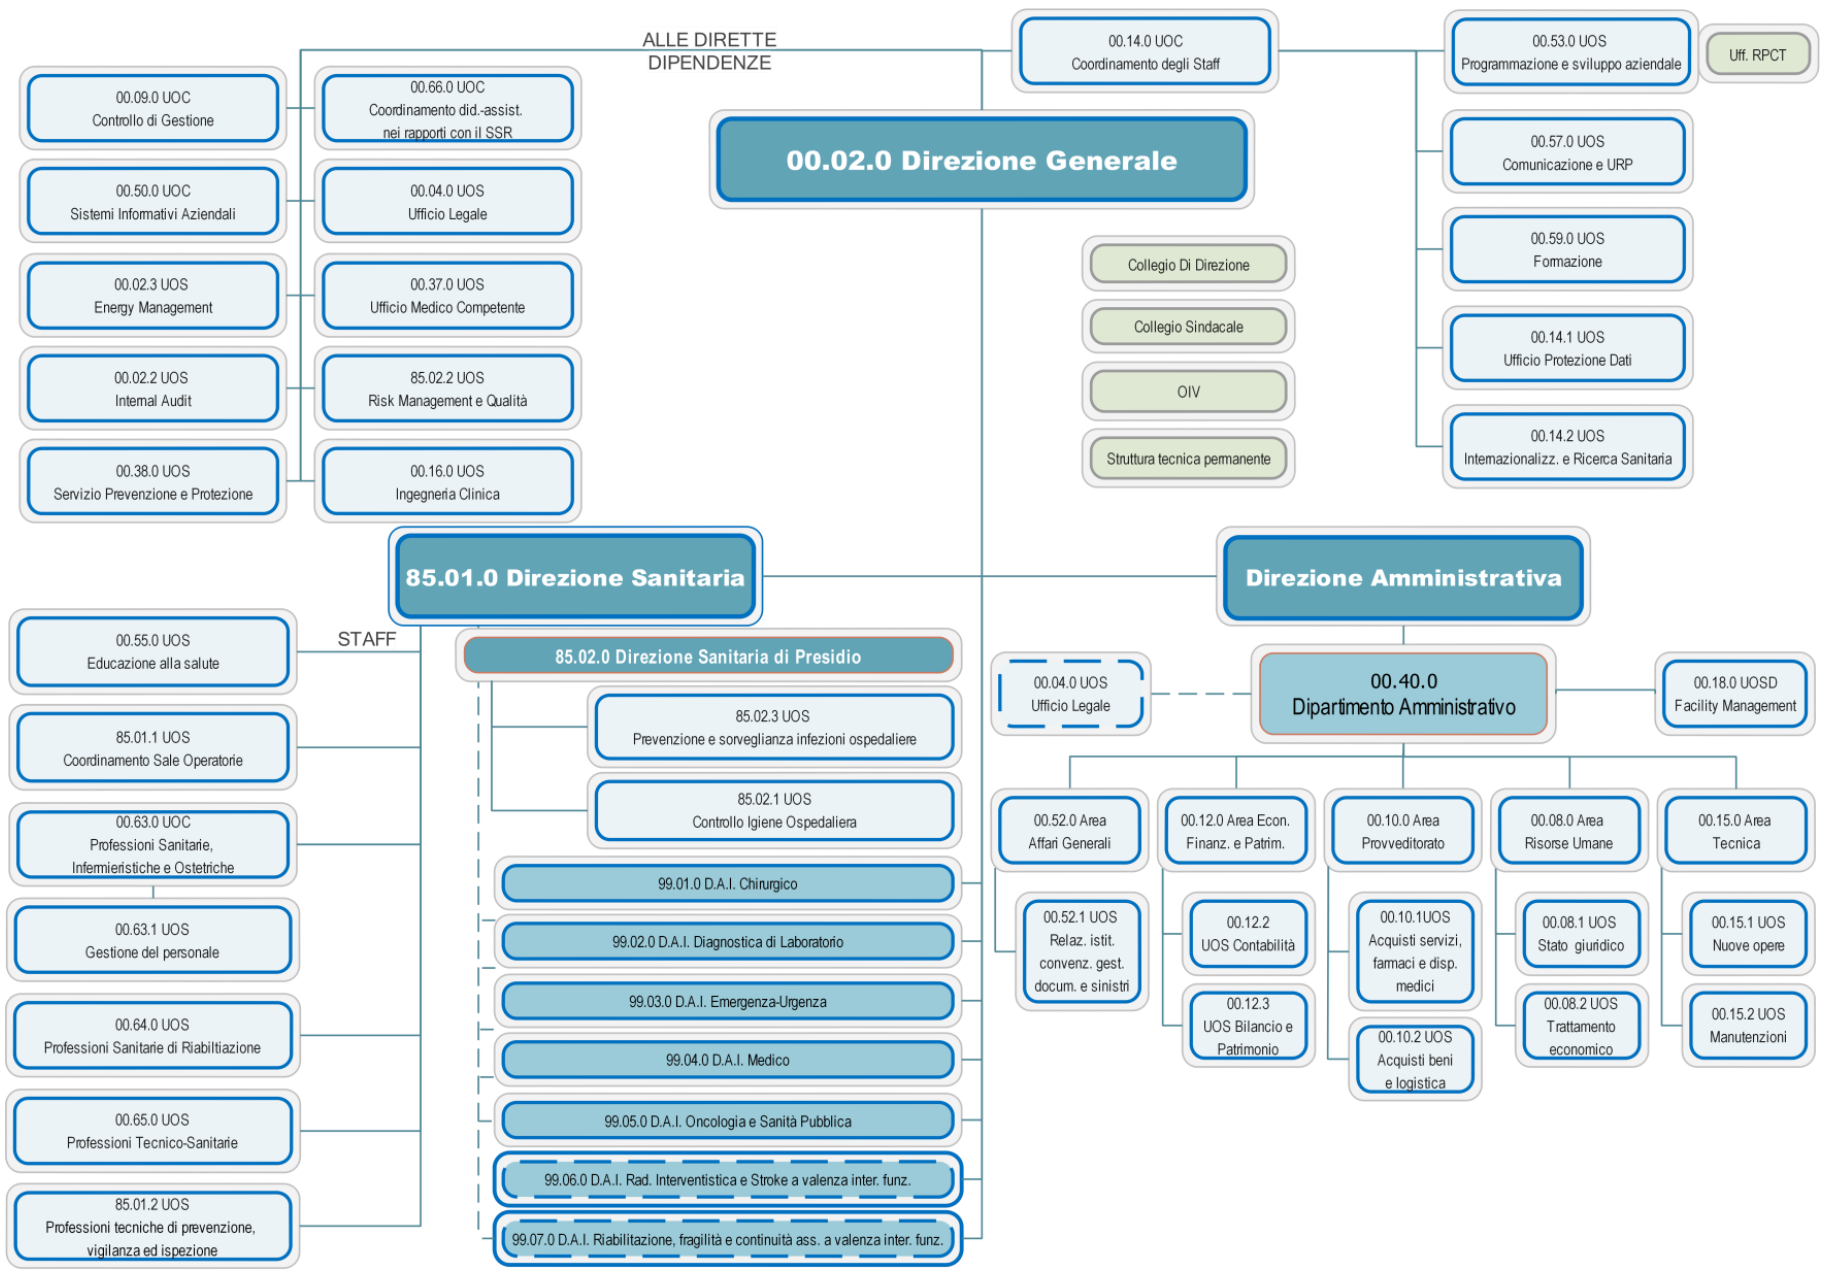 ALLE DIRETTE
DIPENDENZE
00.14.0 UOC
Coordinamento degli Staff
00.53.0 UOS
Programmazione e sviluppo aziendale
Uff. RPCT
00.09.0 UOC
Controllo di Gestione
00.66.0 UOC
Coordinamento did.-assist.
nei rapporti con il SSR
00.02.0 Direzione Generale
00.57.0 UOS
Comunicazione e URP
00.50.0 UOC
Sistemi Informativi Aziendali
00.04.0 UOS
Ufficio Legale
00.59.0 UOS
Formazione
Collegio Di Direzione
00.02.3 UOS
Energy Management
00.37.0 UOS
Ufficio Medico Competente
Collegio Sindacale
00.14.1 UOS
Ufficio Protezione Dati
00.02.2 UOS
Internal Audit
85.02.2 UOS
Risk Management e Qualità
OIV
00.14.2 UOS
Internazionalizz. e Ricerca Sanitaria
00.38.0 UOS
Servizio Prevenzione e Protezione
00.16.0 UOS
Ingegneria Clinica
Struttura tecnica permanente
85.01.0 Direzione Sanitaria
Direzione Amministrativa
STAFF
00.55.0 UOS
Educazione alla salute
85.01.1 UOS
Coordinamento Sale Operatorie
00.63.0 UOC
Professioni Sanitarie,
Infermieristiche e Ostetriche
00.63.1 UOS
Gestione del personale
00.64.0 UOS
Professioni Sanitarie di Riabiltiazione
00.65.0 UOS
Professioni Tecnico-Sanitarie
85.01.2 UOS
Professioni tecniche di prevenzione,
vigilanza ed ispezione
85.02.0 Direzione Sanitaria di Presidio
85.02.3 UOS
Prevenzione e sorveglianza infezioni ospedaliere
85.02.1 UOS
Controllo Igiene Ospedaliera
99.01.0 D.A.I. Chirurgico
99.02.0 D.A.I. Diagnostica di Laboratorio
99.03.0 D.A.I. Emergenza-Urgenza
99.04.0 D.A.I. Medico
99.05.0 D.A.I. Oncologia e Sanità Pubblica
99.06.0 D.A.I. Rad. Interventistica e Stroke a valenza inter. funz.
99.07.0 D.A.I. Riabilitazione, fragilità e continuità ass. a valenza inter. funz.
00.04.0 UOS
Ufficio Legale
00.40.0
Dipartimento Amministrativo
00.18.0 UOSD
Facility Management
00.52.0 Area
Affari Generali
00.12.0 Area Econ.
Finanz. e Patrim.
00.10.0 Area
Provveditorato
00.08.0 Area
Risorse Umane
00.15.0 Area
Tecnica
00.52.1 UOS
Relaz. istit.
convenz. gest.
docum. e sinistri
00.12.2
UOS Contabilità
00.12.3
UOS Bilancio e
Patrimonio
00.10.1UOS
Acquisti servizi,
farmaci e disp.
medici
00.10.2 UOS
Acquisti beni
e logistica
00.08.1 UOS
Stato giuridico
00.08.2 UOS
Trattamento
economico
00.15.1 UOS
Nuove opere
00.15.2 UOS
Manutenzioni